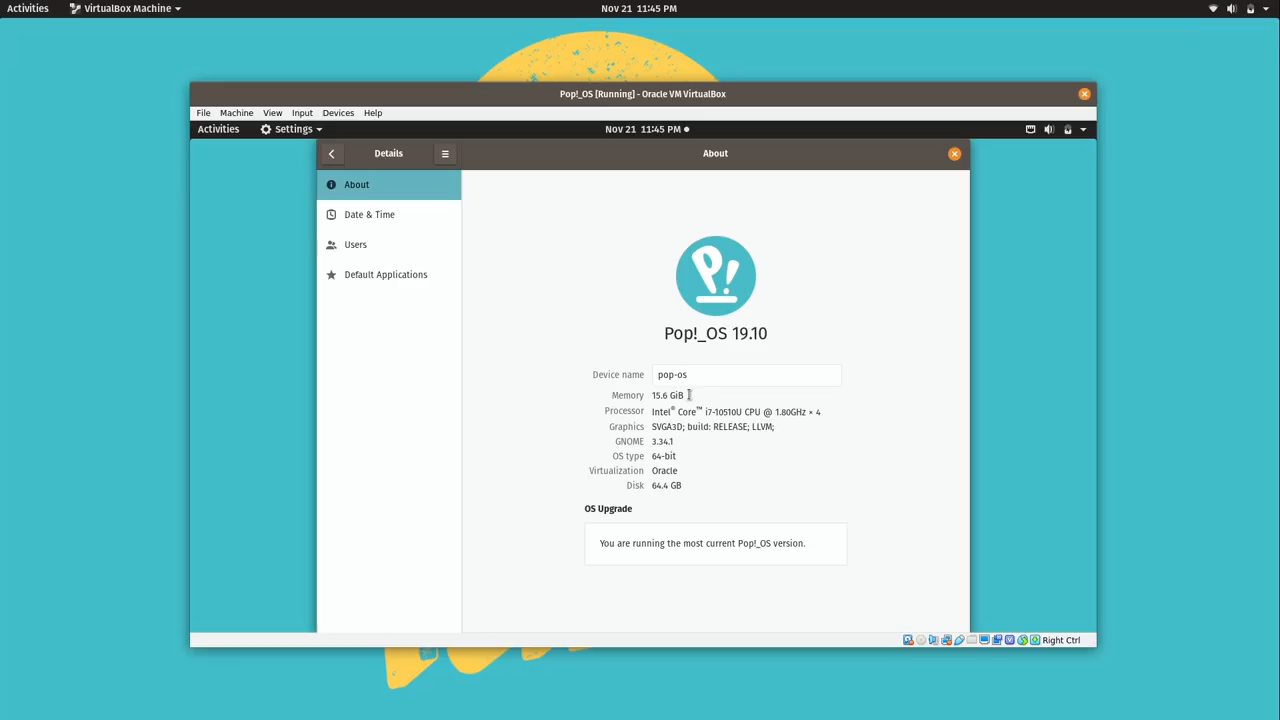 Activities VirtualBox Machine Nov 21 11:45 PM
Pop!_OS [Running] - Oracle VM VirtualBox
File Machine View Input Devices Help
Activities Settings Nov 21 11:45 PM
Details About
About
Date & Time
Users
Default Applications
P!
Pop!_OS 19.10
Device name pop-os
Memory 15.6 GiB
Processor Intel® Core™ i7-10510U CPU @ 1.80GHz × 4
Graphics SVGA3D; build: RELEASE; LLVM;
GNOME 3.34.1
OS type 64-bit
Virtualization Oracle
Disk 64.4 GB
OS Upgrade
You are running the most current Pop!_OS version.
Right Ctrl